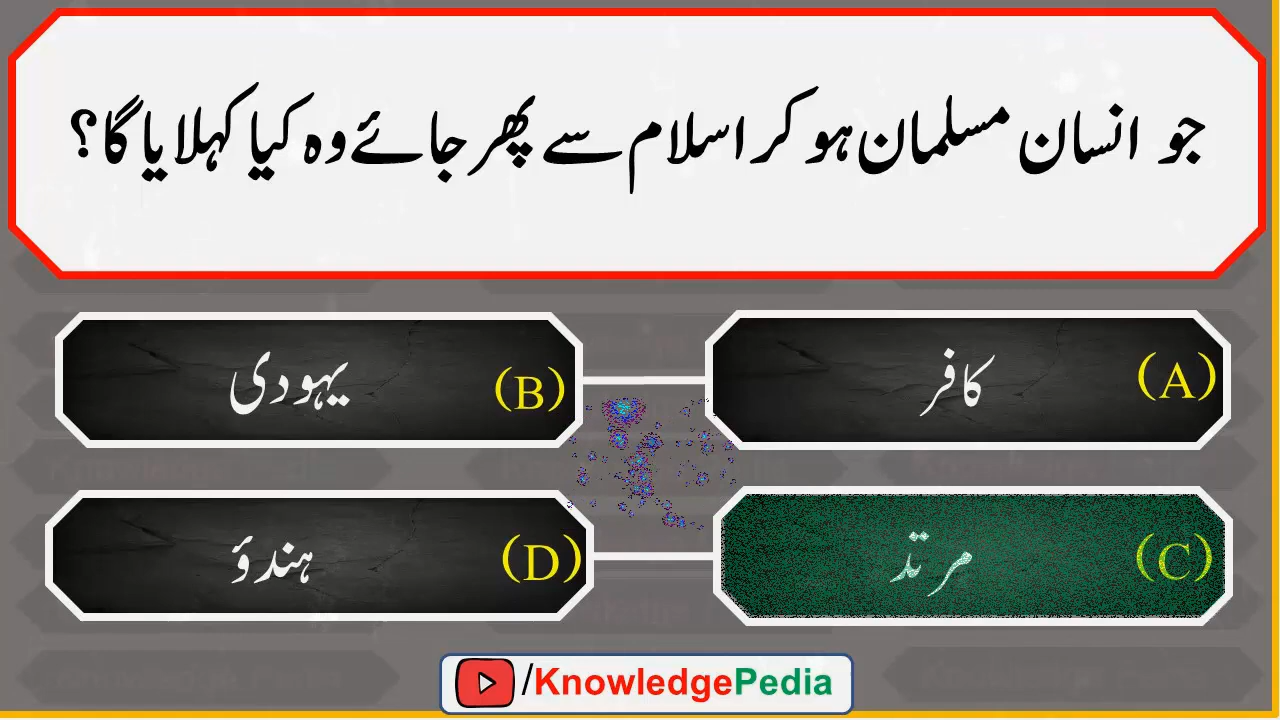 جو انسان مسلمان ہو کر اسلام سے پھر جائے وہ کیا کہلایا گا؟
(A) کافر
(B) یہودی
(C) مرتد
(D) ہندؤ
/KnowledgePedia